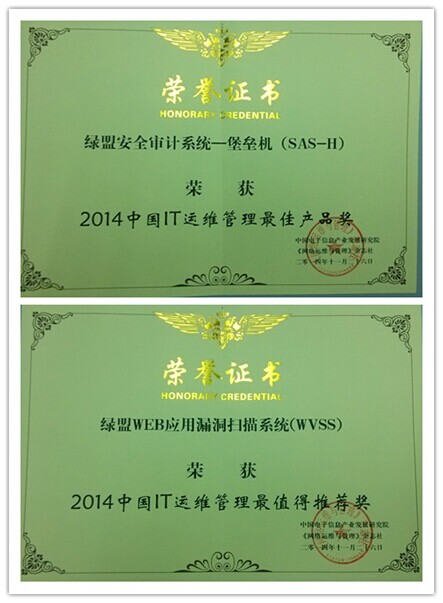 荣誉证书
HONORARY CREDENTIAL
绿盟安全审计系统—堡垒机（SAS-H）
荣 获
2014中国IT运维管理最佳产品奖
中国电子信息产业发展研究院
《网络运维与管理》杂志社
二〇一四年十一月二十六日
荣誉证书
HONORARY CREDENTIAL
绿盟WEB应用漏洞扫描系统(WVSS)
荣 获
2014中国IT运维管理最值得推荐奖
中国电子信息产业发展研究院
《网络运维与管理》杂志社
二〇一四年十一月二十六日